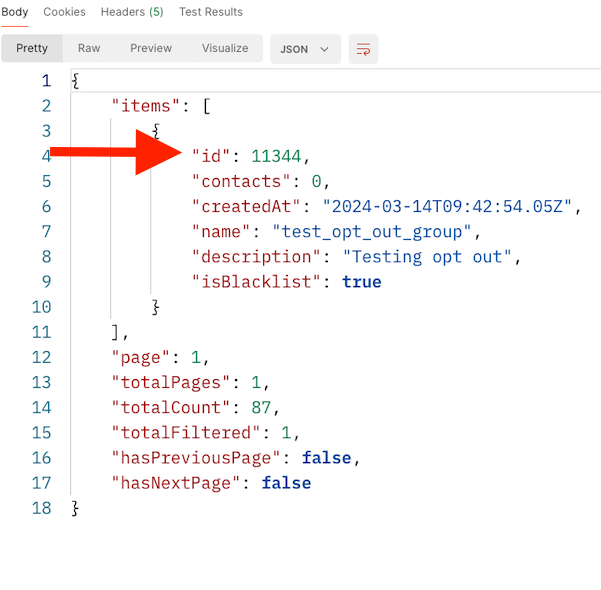 Body Cookies Headers (5) Test Results
Pretty Raw Preview Visualize JSON
1 {
2 "items": [
3 {
4 "id": 11344,
5 "contacts": 0,
6 "createdAt": "2024-03-14T09:42:54.05Z",
7 "name": "test_opt_out_group",
8 "description": "Testing opt out",
9 "isBlacklist": true
10 }
11 ],
12 "page": 1,
13 "totalPages": 1,
14 "totalCount": 87,
15 "totalFiltered": 1,
16 "hasPreviousPage": false,
17 "hasNextPage": false
18 }